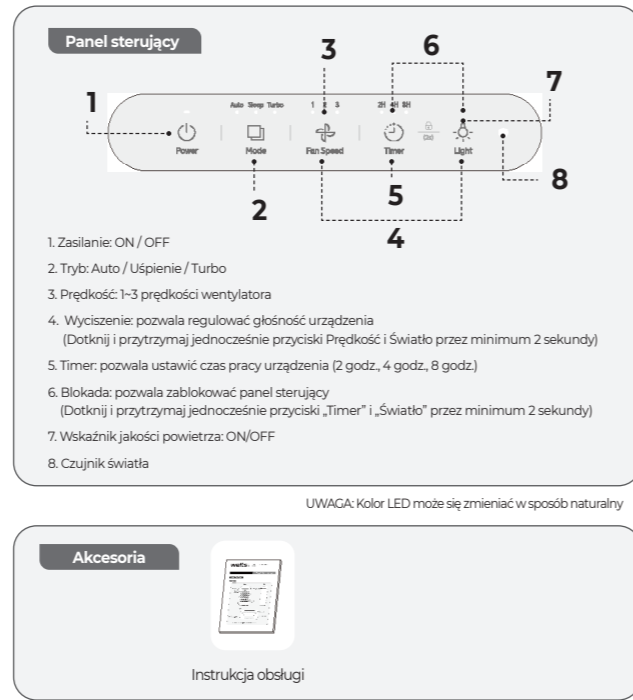 Panel sterujący
3
6
1
7
Auto Sleep Turbo
1 2 3
2H 4H 8H
(3s)
Power
Mode
Fan Speed
Timer
Light
2
5
8
4
1. Zasilanie: ON / OFF
2. Tryb: Auto / Uśpienie / Turbo
3. Prędkość: 1~3 prędkości wentylatora
4. Wyciszenie: pozwala regulować głośność urządzenia
(Dotknij i przytrzymaj jednocześnie przyciski Prędkość i Światło przez minimum 2 sekundy)
5. Timer: pozwala ustawić czas pracy urządzenia (2 godz., 4 godz., 8 godz.)
6. Blokada: pozwala zablokować panel sterujący
(Dotknij i przytrzymaj jednocześnie przyciski „Timer” i „Światło” przez minimum 2 sekundy)
7. Wskaźnik jakości powietrza: ON/OFF
8. Czujnik światła
UWAGA: Kolor LED może się zmieniać w sposób naturalny
Akcesoria
welts
Instrukcja obsługi